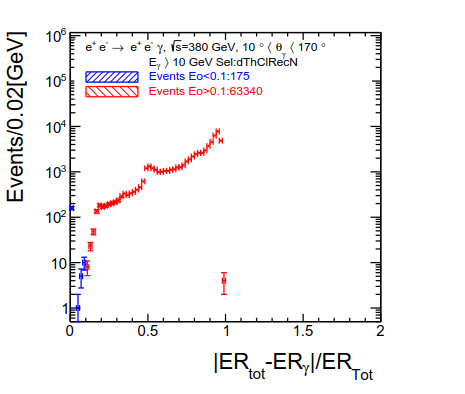 e⁺ e⁻ → e⁺ e⁻ γ, √s=380 GeV, 10 ° ⟨ θγ ⟨ 170 °
Eγ ⟩ 10 GeV Sel:dThClRecN
Events Eo<0.1:175
Events Eo>0.1:63340
Events/0.02[GeV]
10⁶
10⁵
10⁴
10³
10²
10
1
0 0.5 1 1.5 2
|ER_tot-ERγ|/ER_Tot